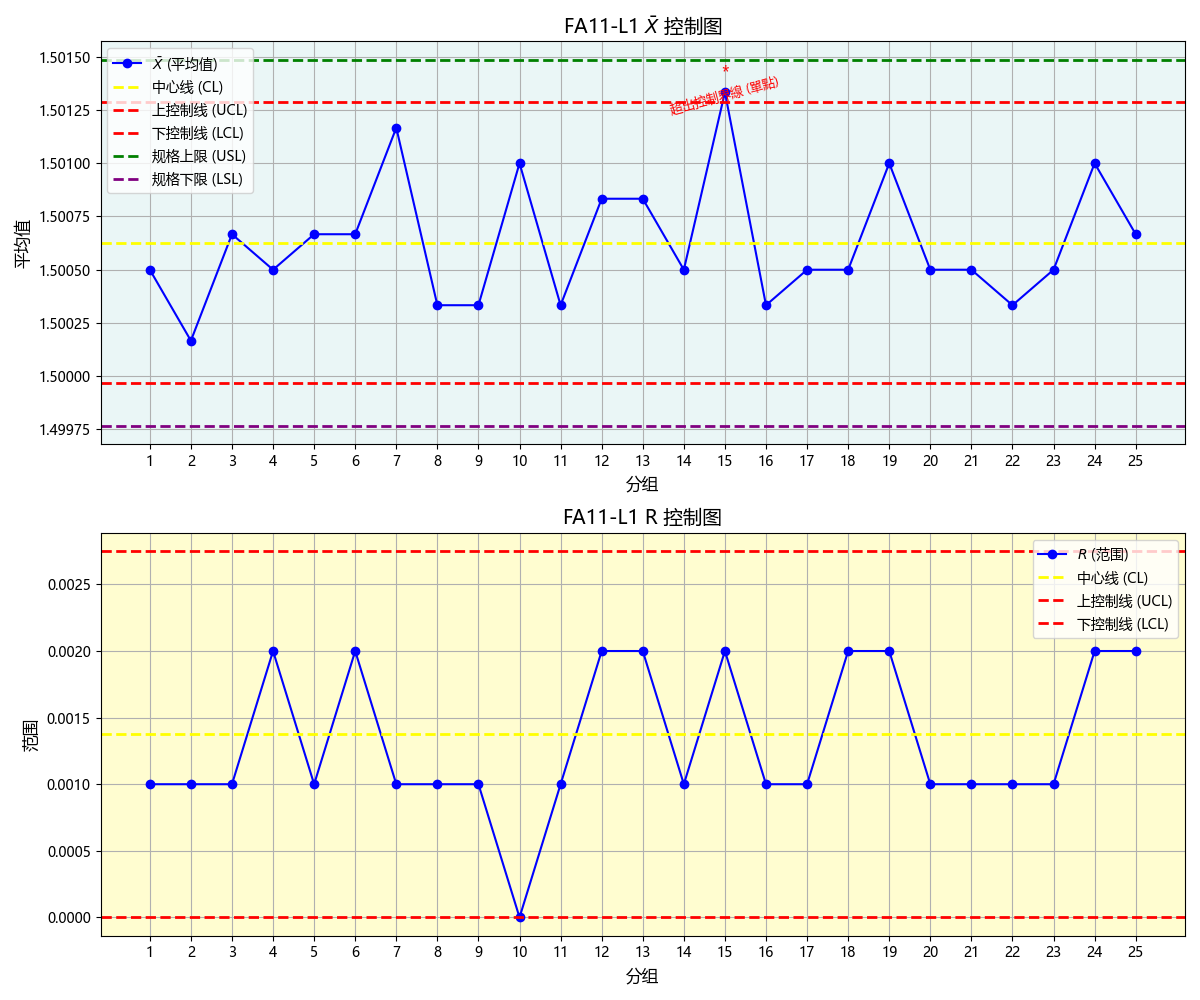 FA11-L1 X̄ 控制图
1.50150
1.50125
1.50100
1.50075
1.50050
1.50025
1.50000
1.49975
平均值
X̄ (平均值)
中心线 (CL)
上控制线 (UCL)
下控制线 (LCL)
规格上限 (USL)
规格下限 (LSL)
*
超出控制界線 (單點)
1 2 3 4 5 6 7 8 9 10 11 12 13 14 15 16 17 18 19 20 21 22 23 24 25
分组
FA11-L1 R 控制图
0.0025
0.0020
0.0015
0.0010
0.0005
0.0000
范围
R (范围)
中心线 (CL)
上控制线 (UCL)
下控制线 (LCL)
1 2 3 4 5 6 7 8 9 10 11 12 13 14 15 16 17 18 19 20 21 22 23 24 25
分组